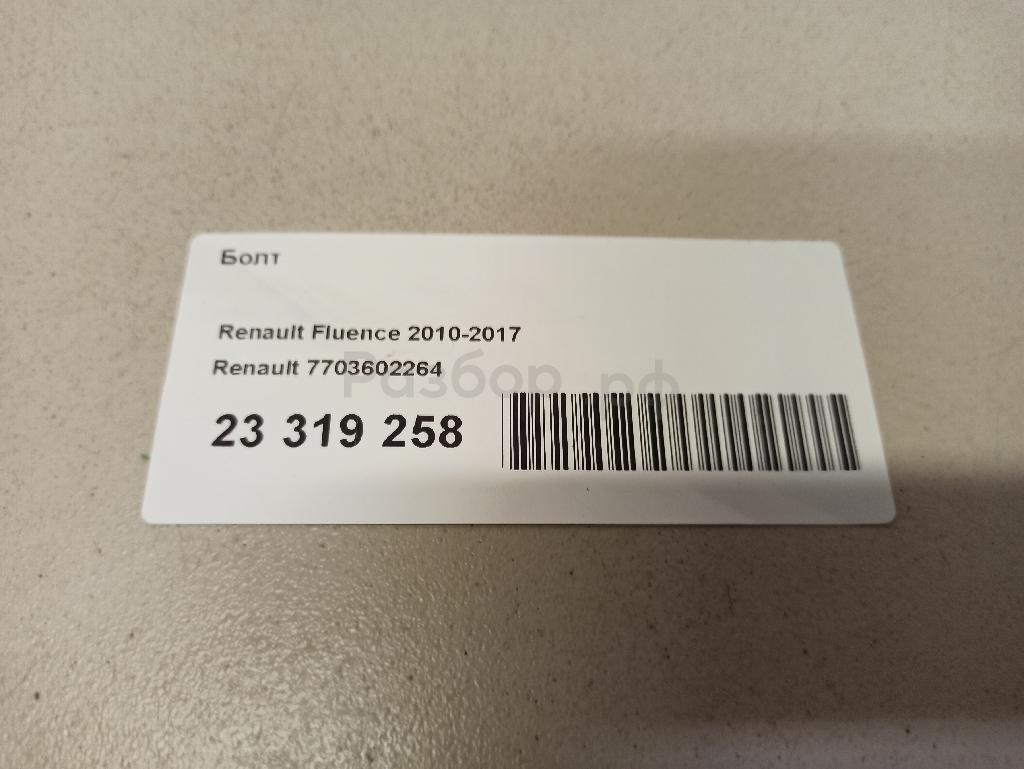 Болт
Renault Fluence 2010-2017
Renault 7703602264
Разбор.рф
23 319 258